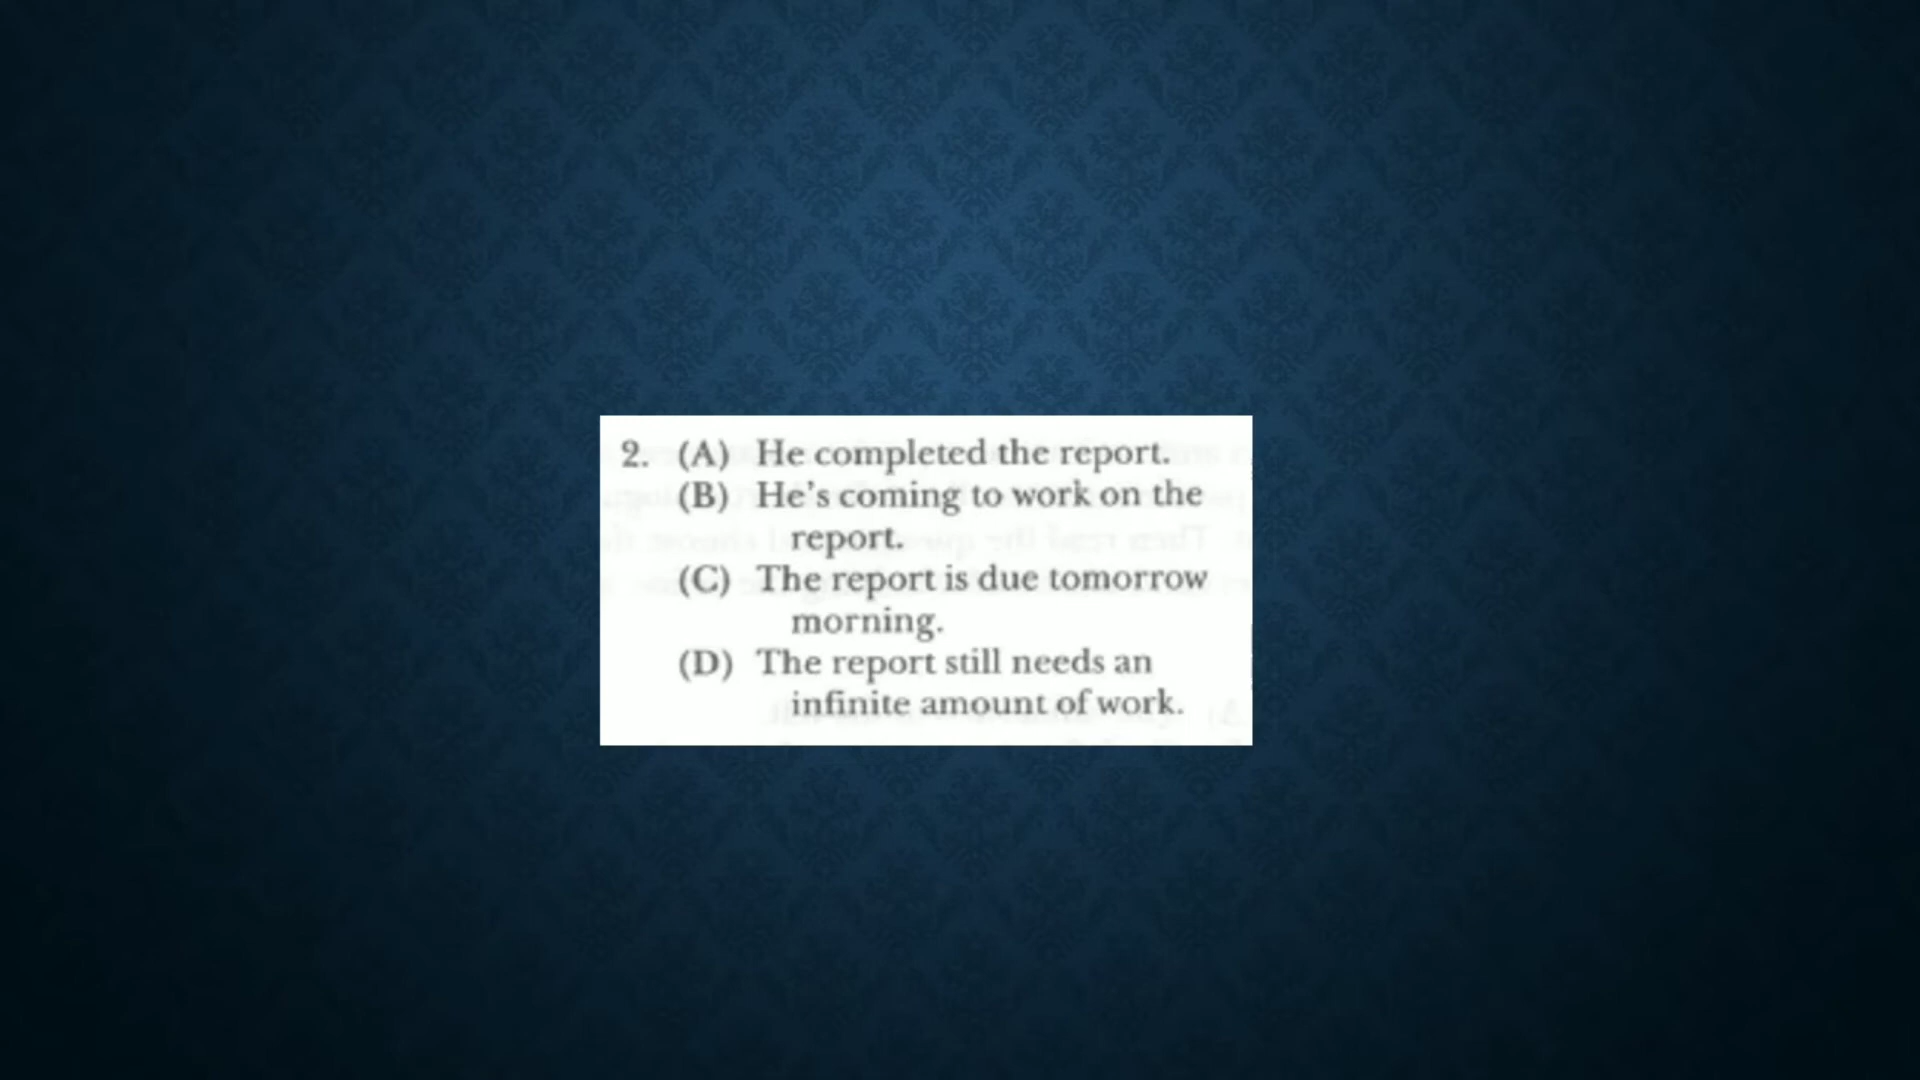 2. (A) He completed the report.
(B) He's coming to work on the
report.
(C) The report is due tomorrow
morning.
(D) The report still needs an
infinite amount of work.